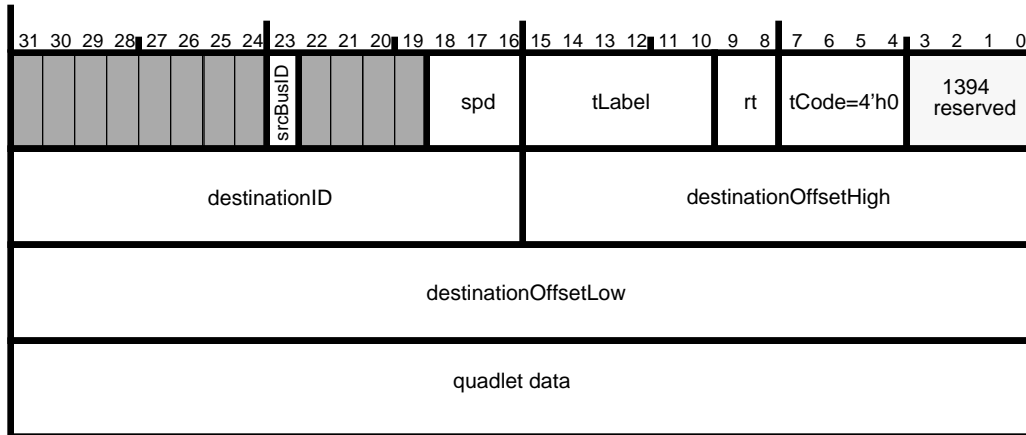 31 30 29 28 27 26 25 24 23 22 21 20 19 18 17 16 15 14 13 12 11 10 9 8 7 6 5 4 3 2 1 0
srcBusID spd tLabel rt tCode=4'h0 1394
reserved
destinationID destinationOffsetHigh
destinationOffsetLow
quadlet data